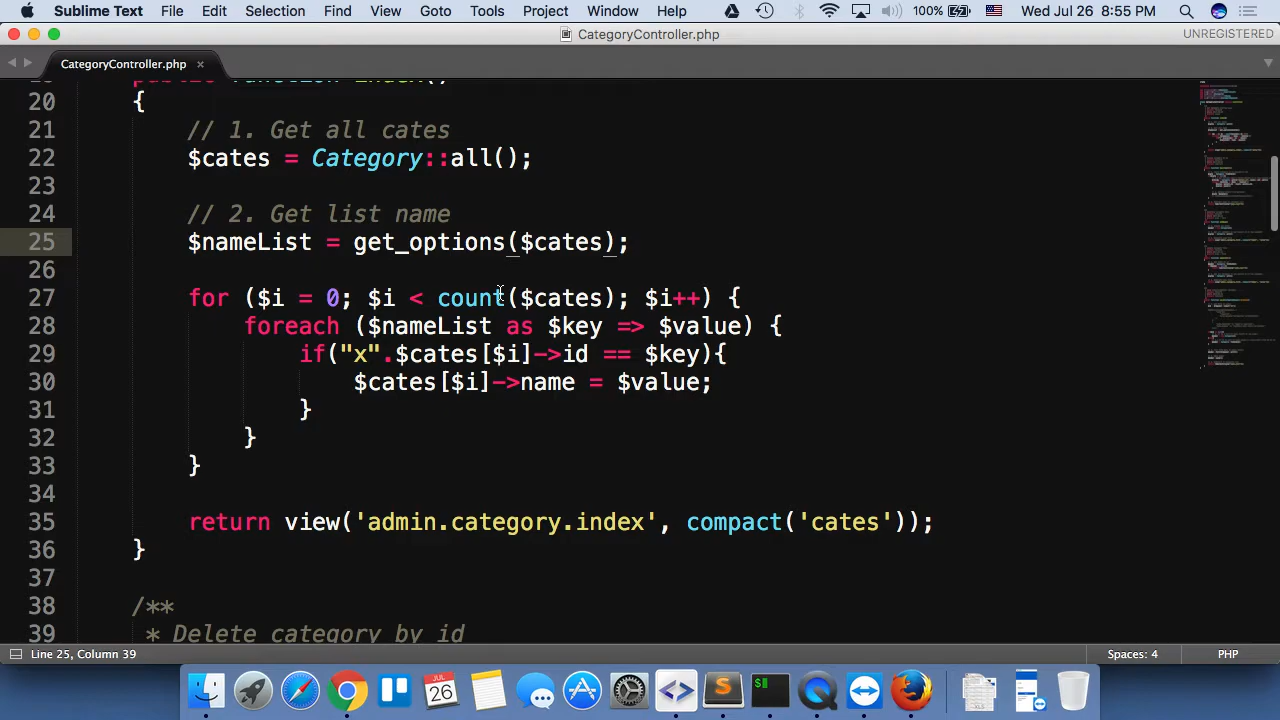 Sublime Text File Edit Selection Find View Goto Tools Project Window Help 100% Wed Jul 26 8:55 PM
CategoryController.php UNREGISTERED
CategoryController.php ×
20 {
21 // 1. Get all cates
22 $cates = Category::all();
23
24 // 2. Get list name
25 $nameList = get_options($cates);
26
27 for ($i = 0; $i < count($cates); $i++) {
28 foreach ($nameList as $key => $value) {
29 if("x".$cates[$i]->id == $key){
30 $cates[$i]->name = $value;
31 }
32 }
33 }
34
35 return view('admin.category.index', compact('cates'));
36 }
37
38 /**
39 * Delete category by id
Line 25, Column 39 Spaces: 4 PHP
JUL
26